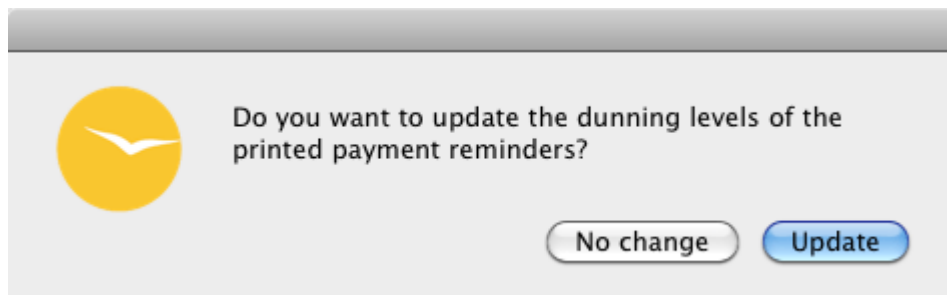 Do you want to update the dunning levels of the
printed payment reminders?
No change
Update